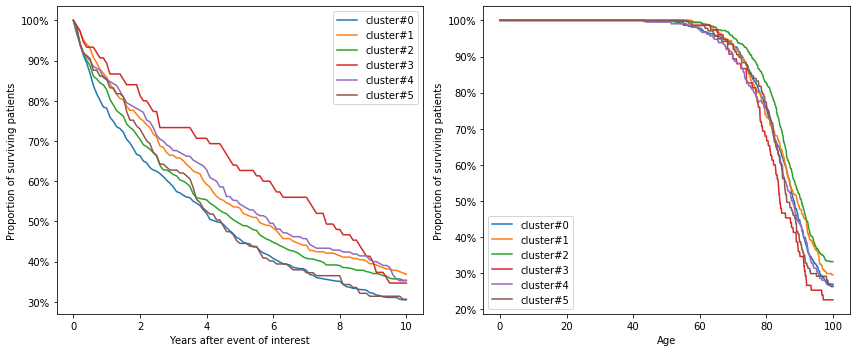 100%
90%
80%
70%
60%
50%
40%
30%
Proportion of surviving patients
0
2
4
6
8
10
Years after event of interest
cluster#0
cluster#1
cluster#2
cluster#3
cluster#4
cluster#5
100%
90%
80%
70%
60%
50%
40%
30%
20%
Proportion of surviving patients
0
20
40
60
80
100
Age
cluster#0
cluster#1
cluster#2
cluster#3
cluster#4
cluster#5